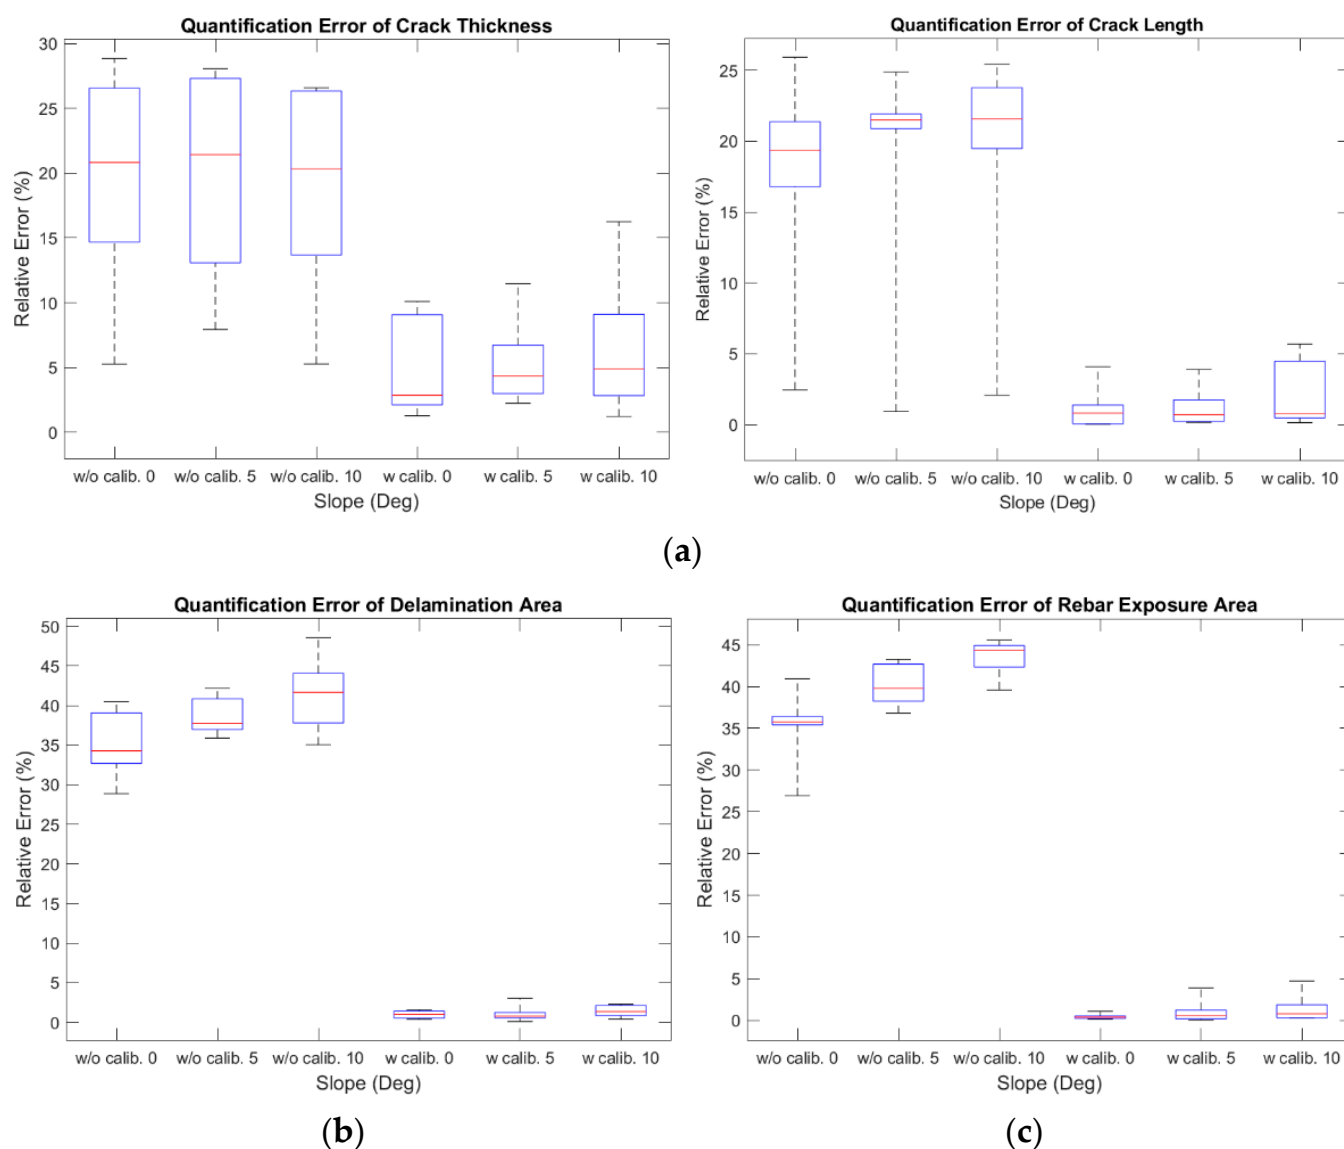 Quantification Error of Crack Thickness
Relative Error (%)
30
25
20
15
10
5
0
w/o calib. 0 w/o calib. 5 w/o calib. 10 w calib. 0 w calib. 5 w calib. 10
Slope (Deg)
Quantification Error of Crack Length
Relative Error (%)
25
20
15
10
5
0
w/o calib. 0 w/o calib. 5 w/o calib. 10 w calib. 0 w calib. 5 w calib. 10
Slope (Deg)
(a)
Quantification Error of Delamination Area
Relative Error (%)
50
45
40
35
30
25
20
15
10
5
0
w/o calib. 0 w/o calib. 5 w/o calib. 10 w calib. 0 w calib. 5 w calib. 10
Slope (Deg)
(b)
Quantification Error of Rebar Exposure Area
Relative Error (%)
45
40
35
30
25
20
15
10
5
0
w/o calib. 0 w/o calib. 5 w/o calib. 10 w calib. 0 w calib. 5 w calib. 10
Slope (Deg)
(c)